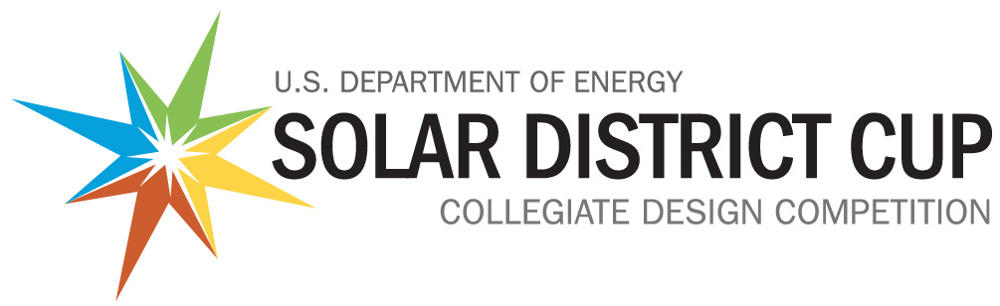 U.S. DEPARTMENT OF ENERGY
SOLAR DISTRICT CUP
COLLEGIATE DESIGN COMPETITION